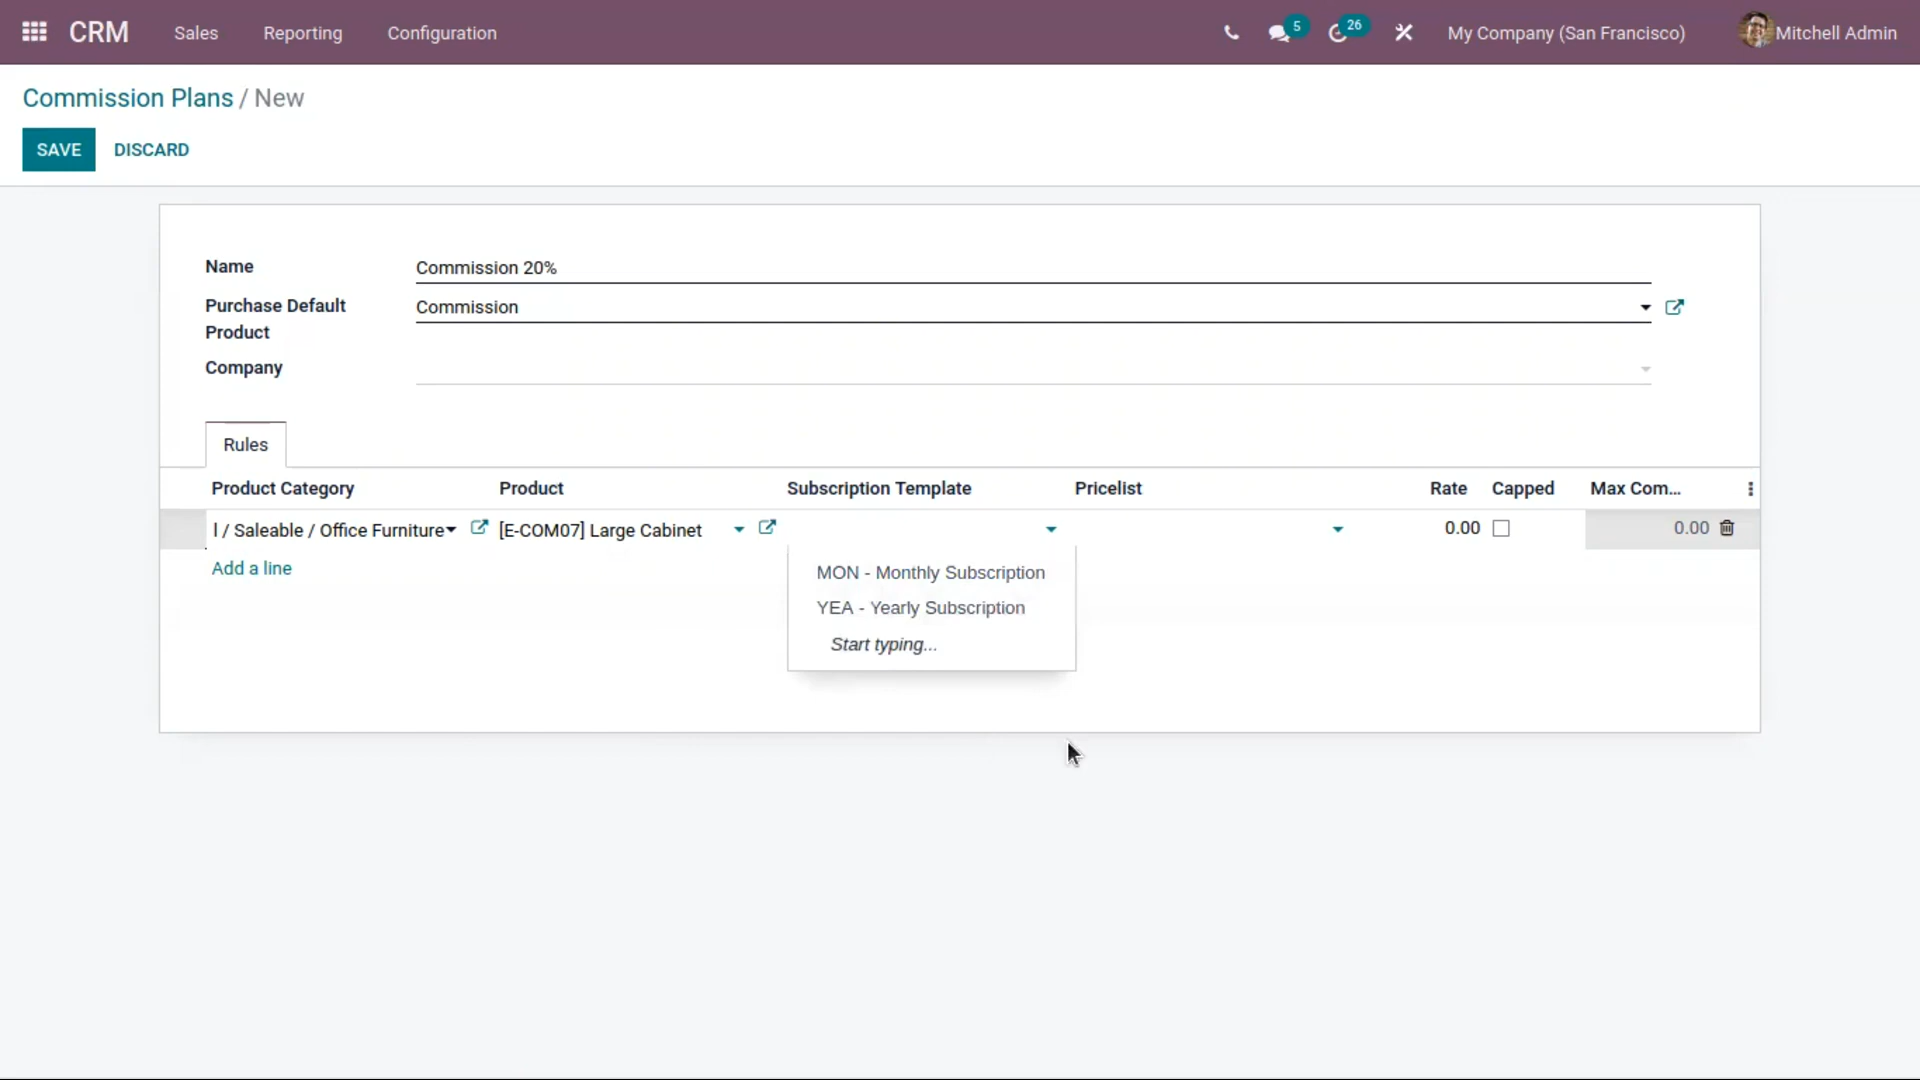 CRM Sales Reporting Configuration 5 26 My Company (San Francisco) Mitchell Admin
Commission Plans / New
SAVE DISCARD
Name Commission 20%
Purchase Default Product Commission
Company
Rules
Product Category Product Subscription Template Pricelist Rate Capped Max Com...
l / Saleable / Office Furniture [E-COM07] Large Cabinet 0.00 0.00
Add a line
MON - Monthly Subscription
YEA - Yearly Subscription
Start typing...